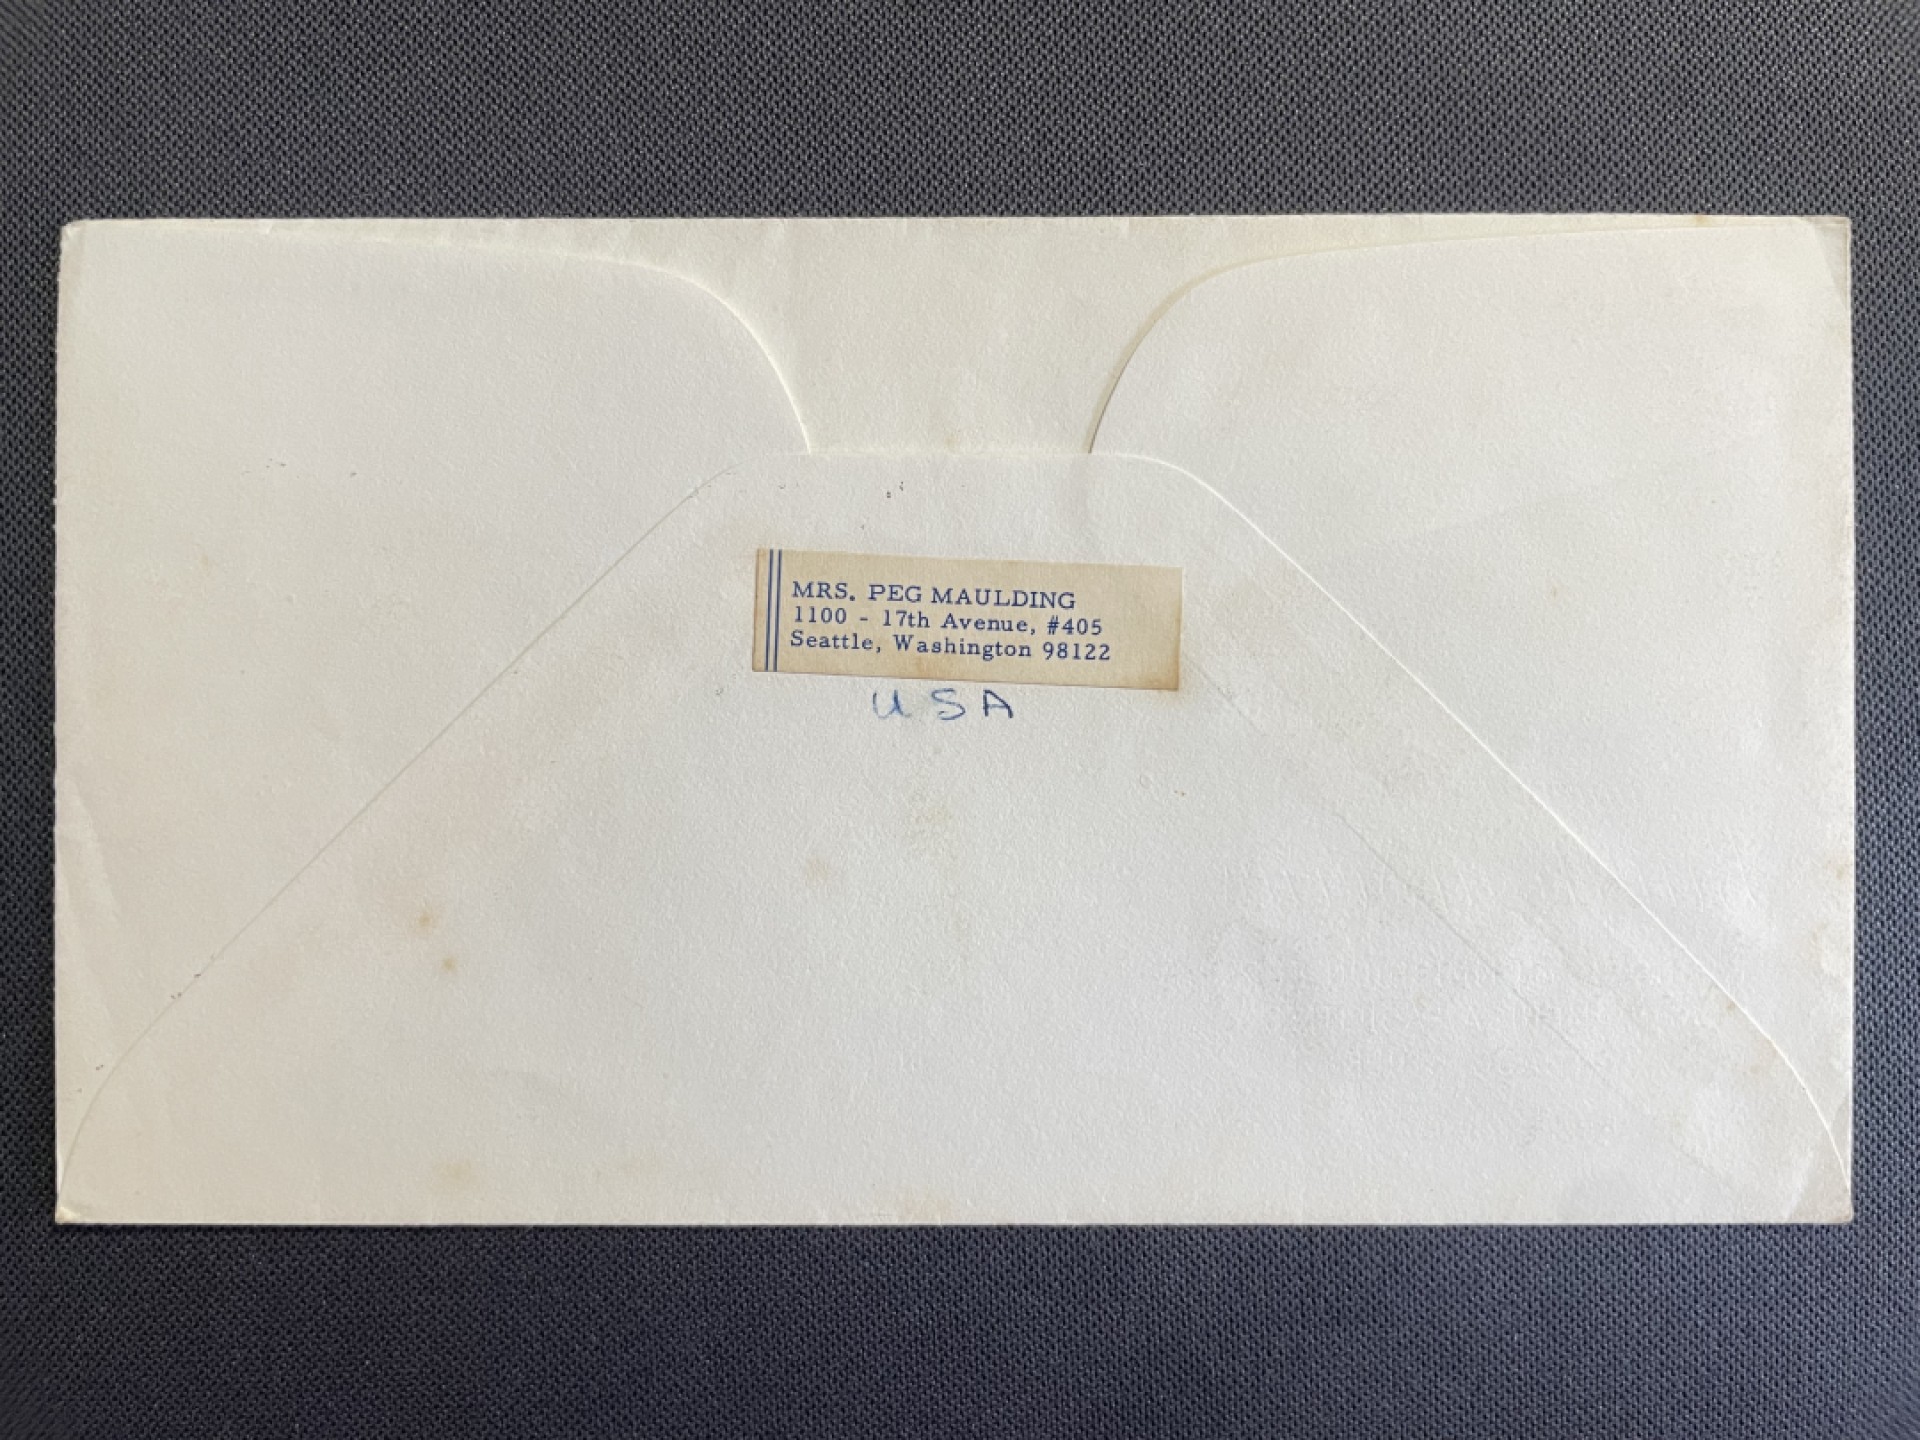 MRS. PEG MAULDING
1100 - 17th Avenue, #405
Seattle, Washington 98122
USA